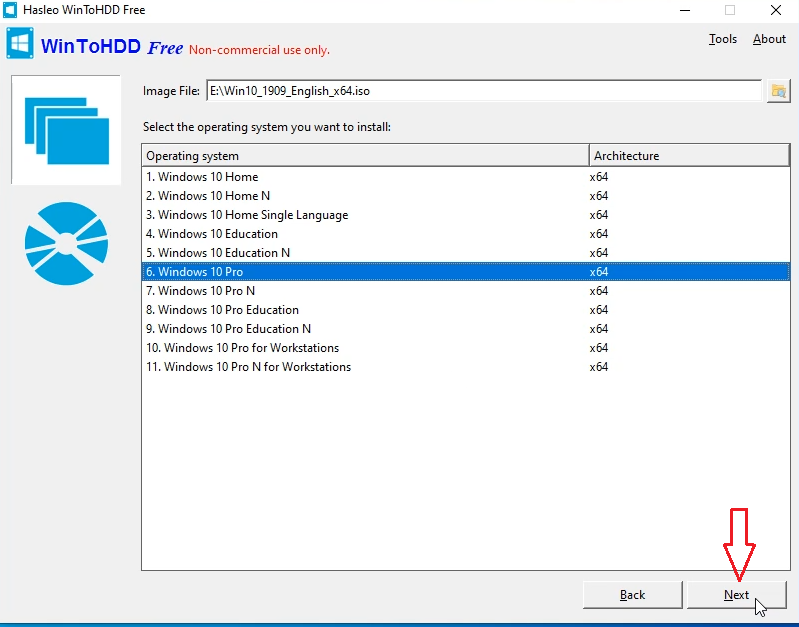 Hasleo WinToHDD Free
WinToHDD Free Non-commercial use only.
Tools About
Image File: E:\Win10_1909_English_x64.iso
Select the operating system you want to install:
Operating system Architecture
1. Windows 10 Home x64
2. Windows 10 Home N x64
3. Windows 10 Home Single Language x64
4. Windows 10 Education x64
5. Windows 10 Education N x64
6. Windows 10 Pro x64
7. Windows 10 Pro N x64
8. Windows 10 Pro Education x64
9. Windows 10 Pro Education N x64
10. Windows 10 Pro for Workstations x64
11. Windows 10 Pro N for Workstations x64
Back Next